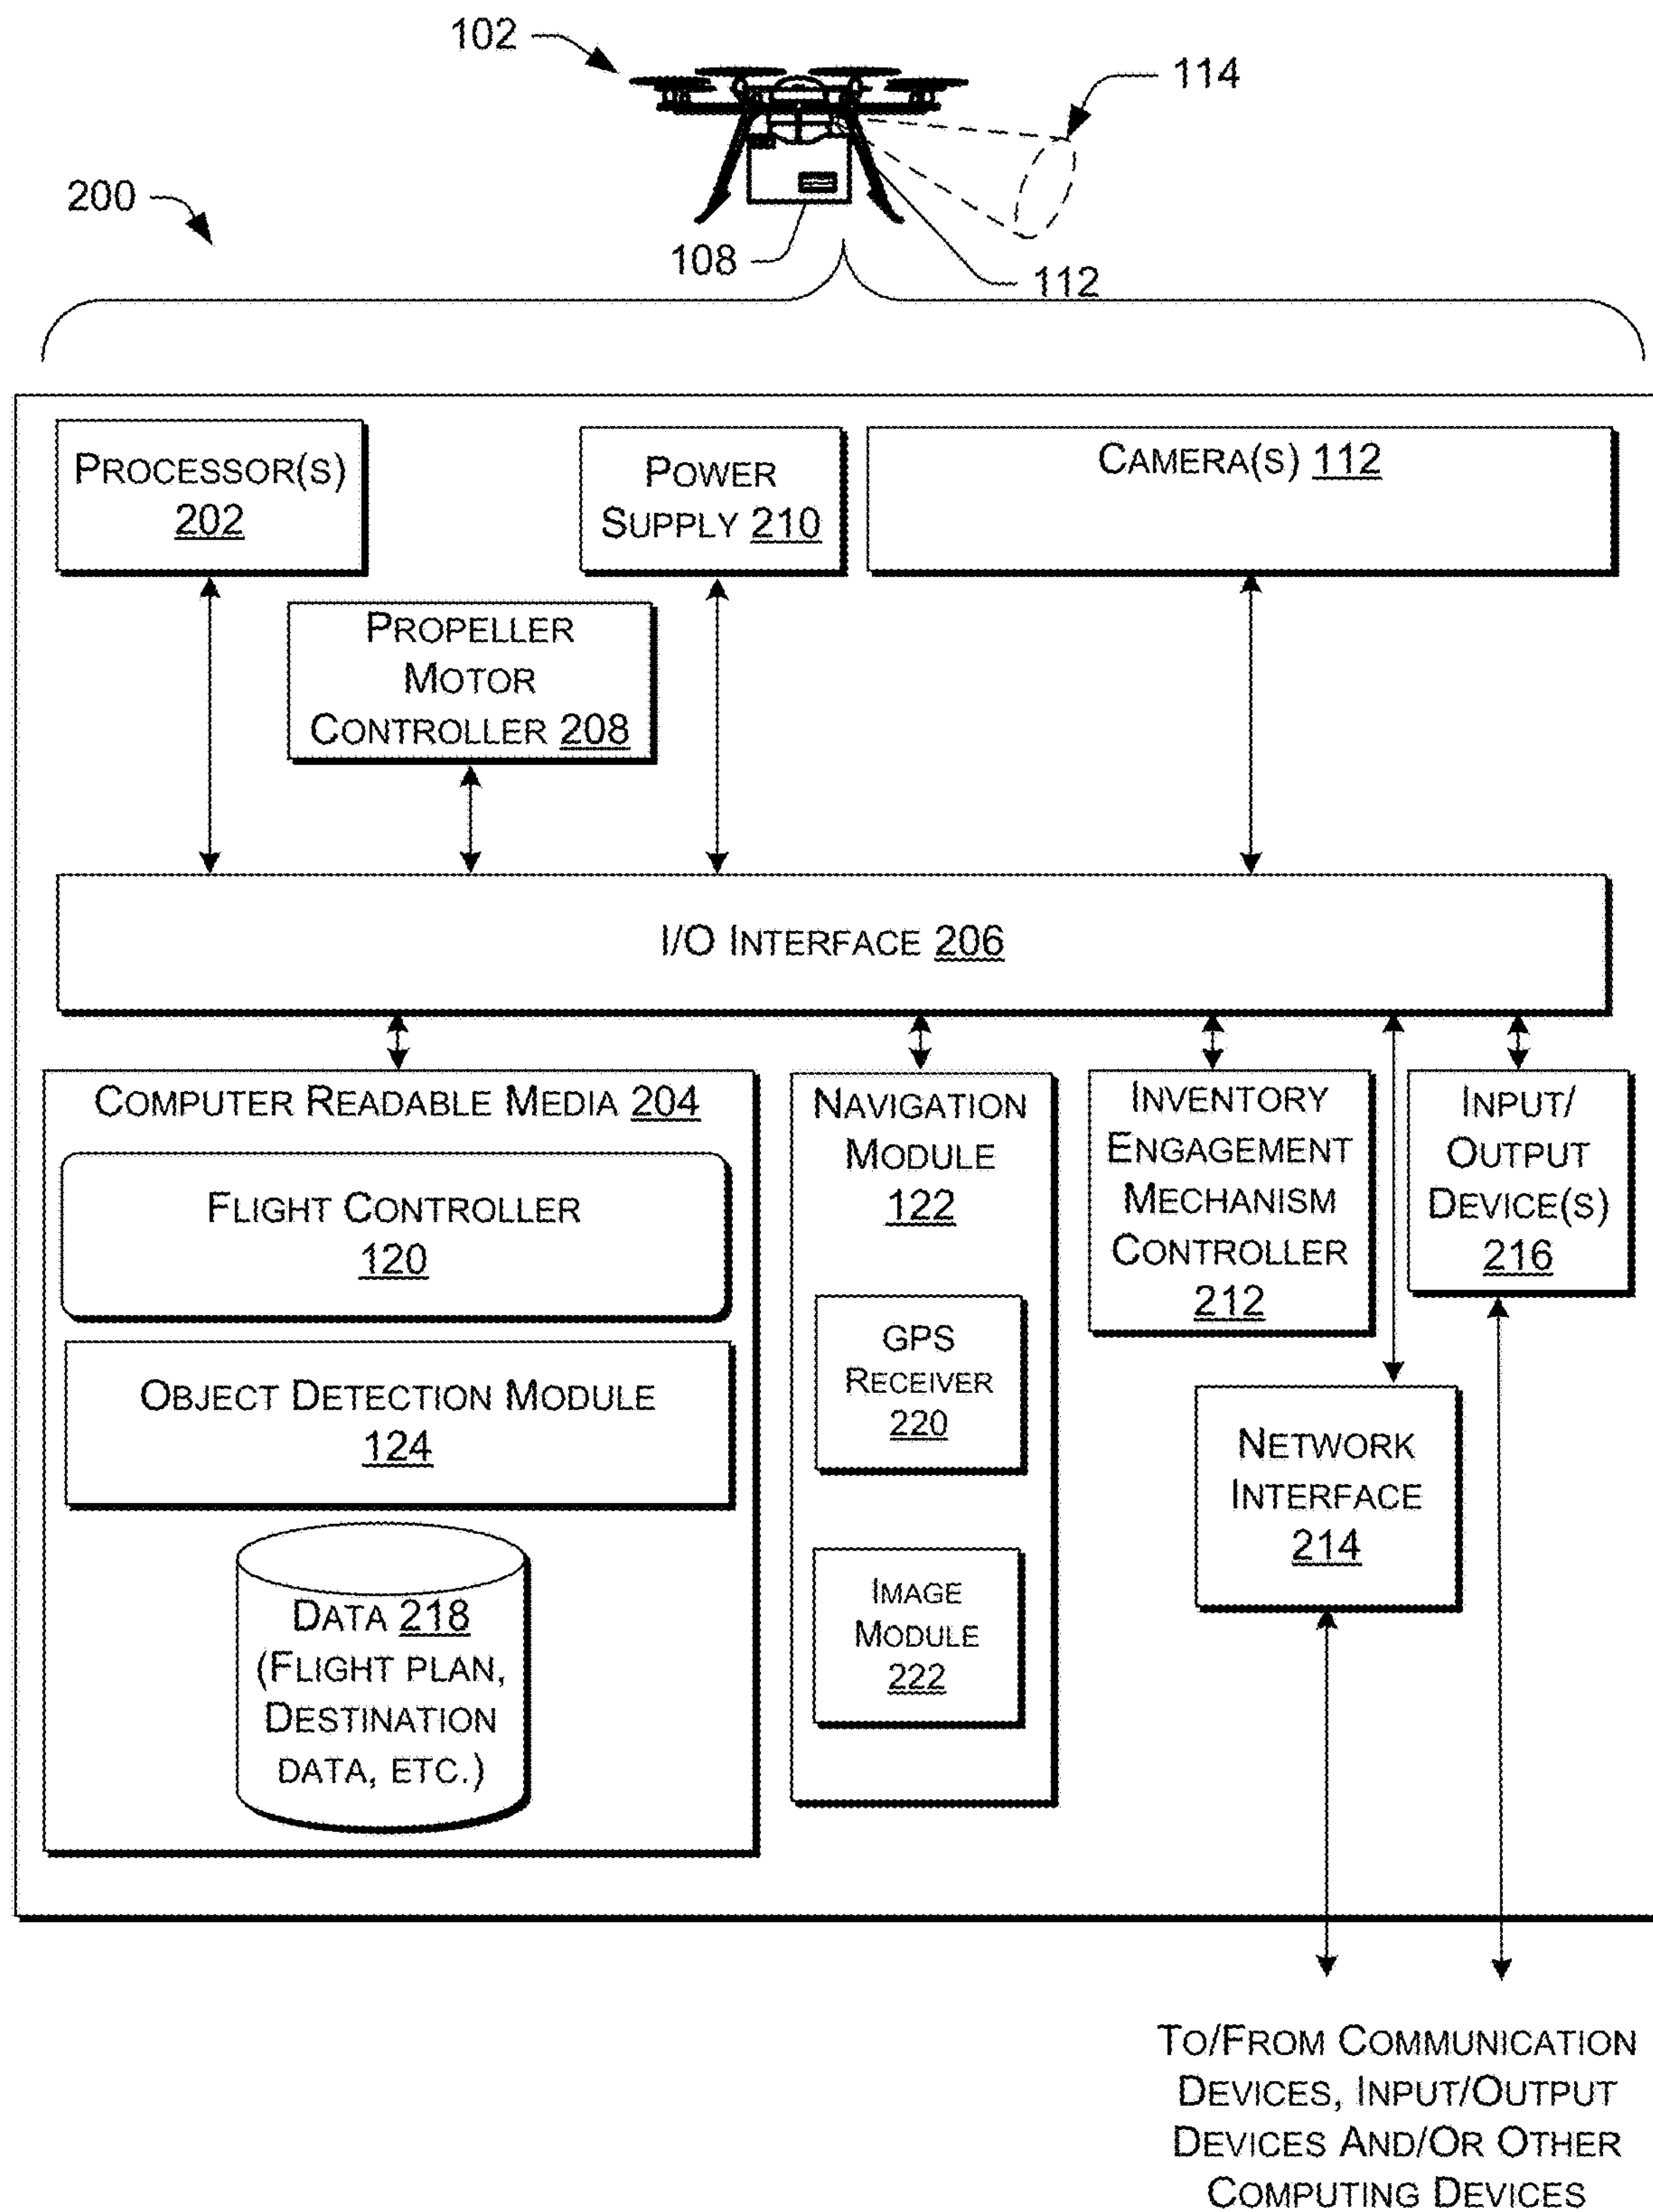 102
114
200
108
112
PROCESSOR(S)
202
POWER
SUPPLY 210
CAMERA(S) 112
PROPELLER
MOTOR
CONTROLLER 208
I/O INTERFACE 206
COMPUTER READABLE MEDIA 204
FLIGHT CONTROLLER
120
OBJECT DETECTION MODULE
124
DATA 218
(FLIGHT PLAN,
DESTINATION
DATA, ETC.)
NAVIGATION
MODULE
122
GPS
RECEIVER
220
IMAGE
MODULE
222
INVENTORY
ENGAGEMENT
MECHANISM
CONTROLLER
212
INPUT/
OUTPUT
DEVICE(S)
216
NETWORK
INTERFACE
214
TO/FROM COMMUNICATION
DEVICES, INPUT/OUTPUT
DEVICES AND/OR OTHER
COMPUTING DEVICES